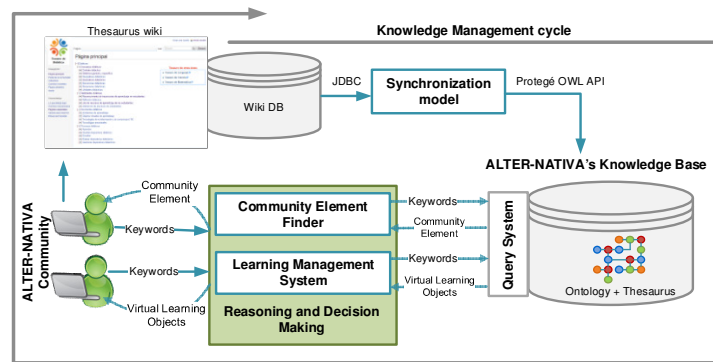 Thesaurus wiki
Knowledge Management cycle
Página principal
Wiki DB
JDBC
Synchronization
model
Protegé OWL API
ALTER-NATIVA's Knowledge Base
ALTER-NATIVA
Community
Community
Element
Keywords
Keywords
Virtual Learning
Objects
Community Element
Finder
Learning Management
System
Reasoning and Decision
Making
Keywords
Community
Element
Keywords
Virtual Learning
Objects
Query System
Ontology + Thesaurus